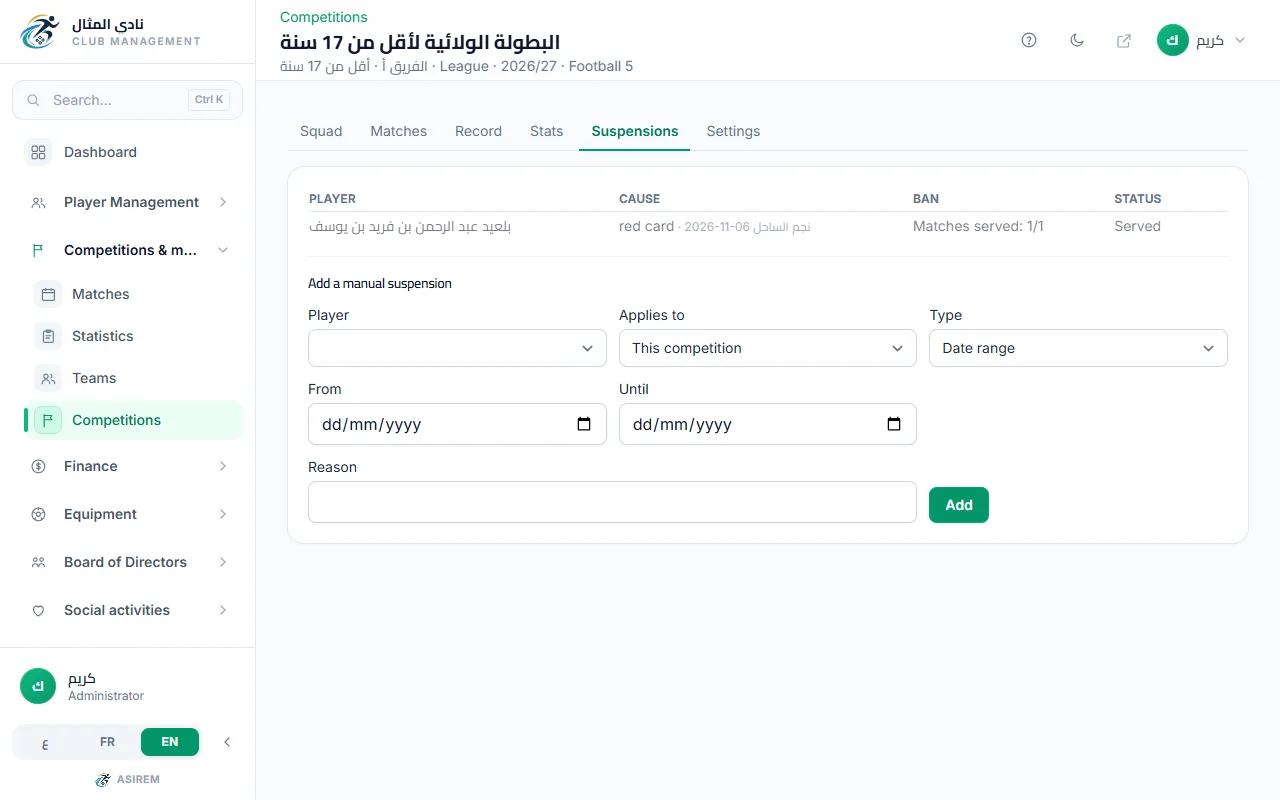 نادي المثال
CLUB MANAGEMENT
Search...
Ctrl K
Dashboard
Player Management
Competitions & m...
Matches
Statistics
Teams
Competitions
Finance
Equipment
Board of Directors
Social activities
ك
كريم
Administrator
ع
FR
EN
ASIREM
Competitions
البطولة الولائية لأقل من 17 سنة
الفريق أ · أقل من 17 سنة · League · 2026/27 · Football 5
ك
كريم
Squad
Matches
Record
Stats
Suspensions
Settings
PLAYER
CAUSE
BAN
STATUS
بلعيد عبد الرحمن بن فريد بن يوسف
red card · نجم الساحل 2026-11-06
Matches served: 1/1
Served
Add a manual suspension
Player
Applies to
Type
This competition
Date range
From
Until
dd/mm/yyyy
dd/mm/yyyy
Reason
Add